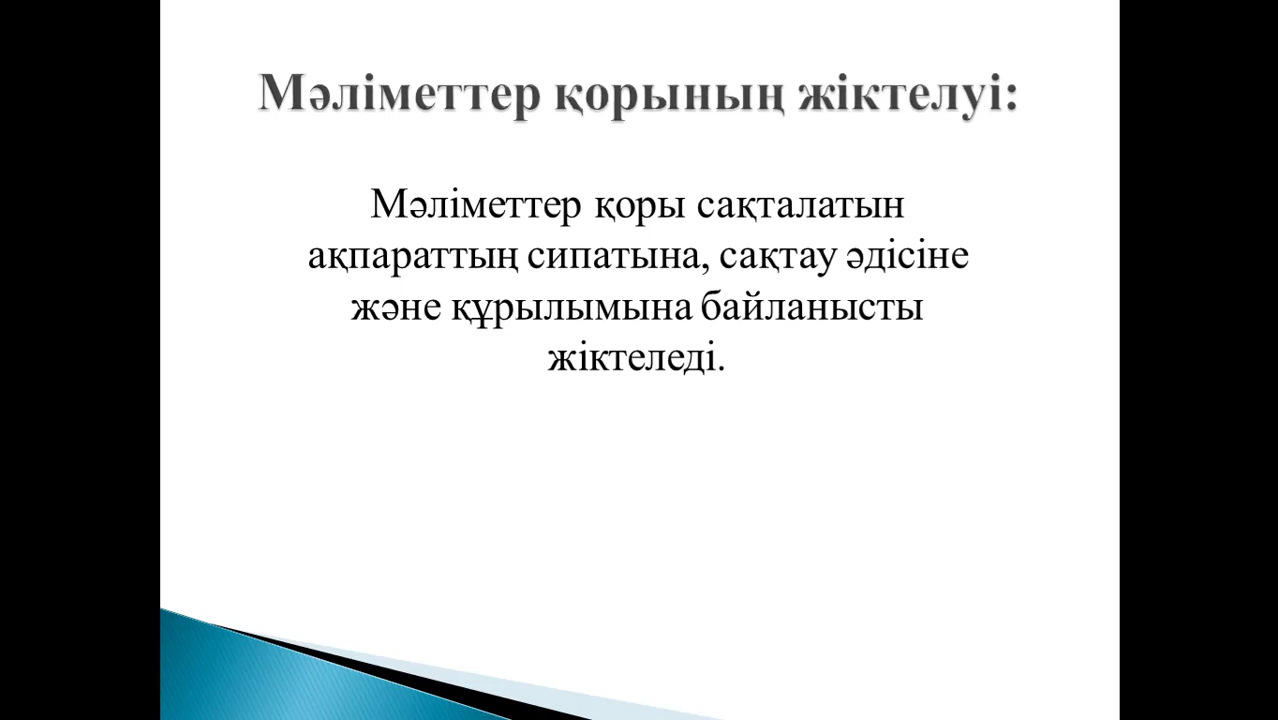 Мәліметтер қорының жіктелуі:
Мәліметтер қоры сақталатын
ақпараттың сипатына, сақтау әдісіне
және құрылымына байланысты
жіктеледі.